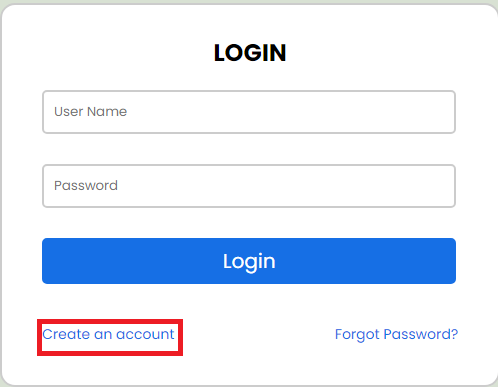 LOGIN
User Name
Password
Login
Create an account Forgot Password?